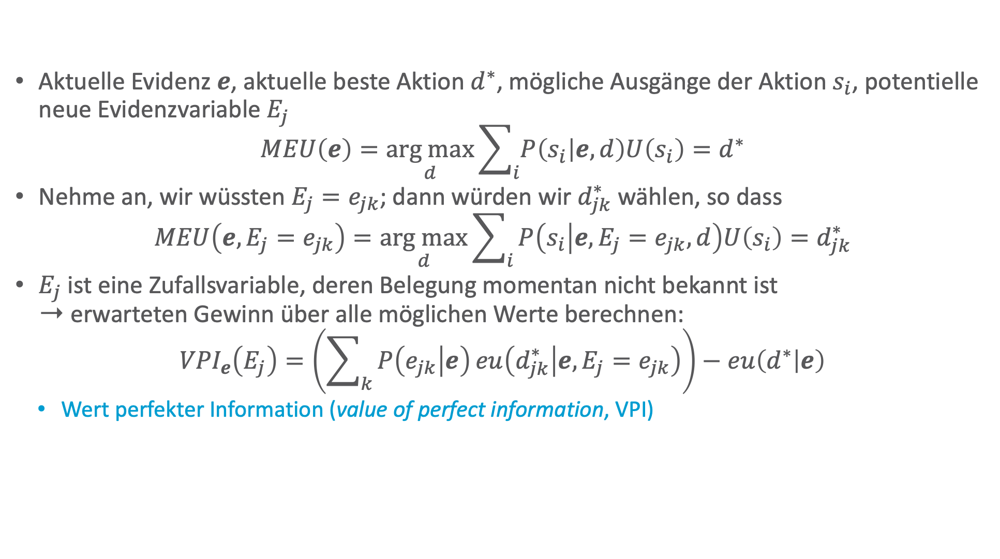 • Aktuelle Evidenz 𝒆, aktuelle beste Aktion d*, mögliche Ausgänge der Aktion s_i, potentielle
neue Evidenzvariable E_j
MEU(𝒆) = arg max_d ∑_i P(s_i|𝒆, d)U(s_i) = d*
• Nehme an, wir wüssten E_j = e_jk; dann würden wir d*_jk wählen, so dass
MEU(𝒆, E_j = e_jk) = arg max_d ∑_i P(s_i|𝒆, E_j = e_jk, d)U(s_i) = d*_jk
• E_j ist eine Zufallsvariable, deren Belegung momentan nicht bekannt ist
→ erwarteten Gewinn über alle möglichen Werte berechnen:
VPI_𝒆(E_j) = (∑_k P(e_jk|𝒆) eu(d*_jk|𝒆, E_j = e_jk)) − eu(d*|𝒆)
• Wert perfekter Information (value of perfect information, VPI)